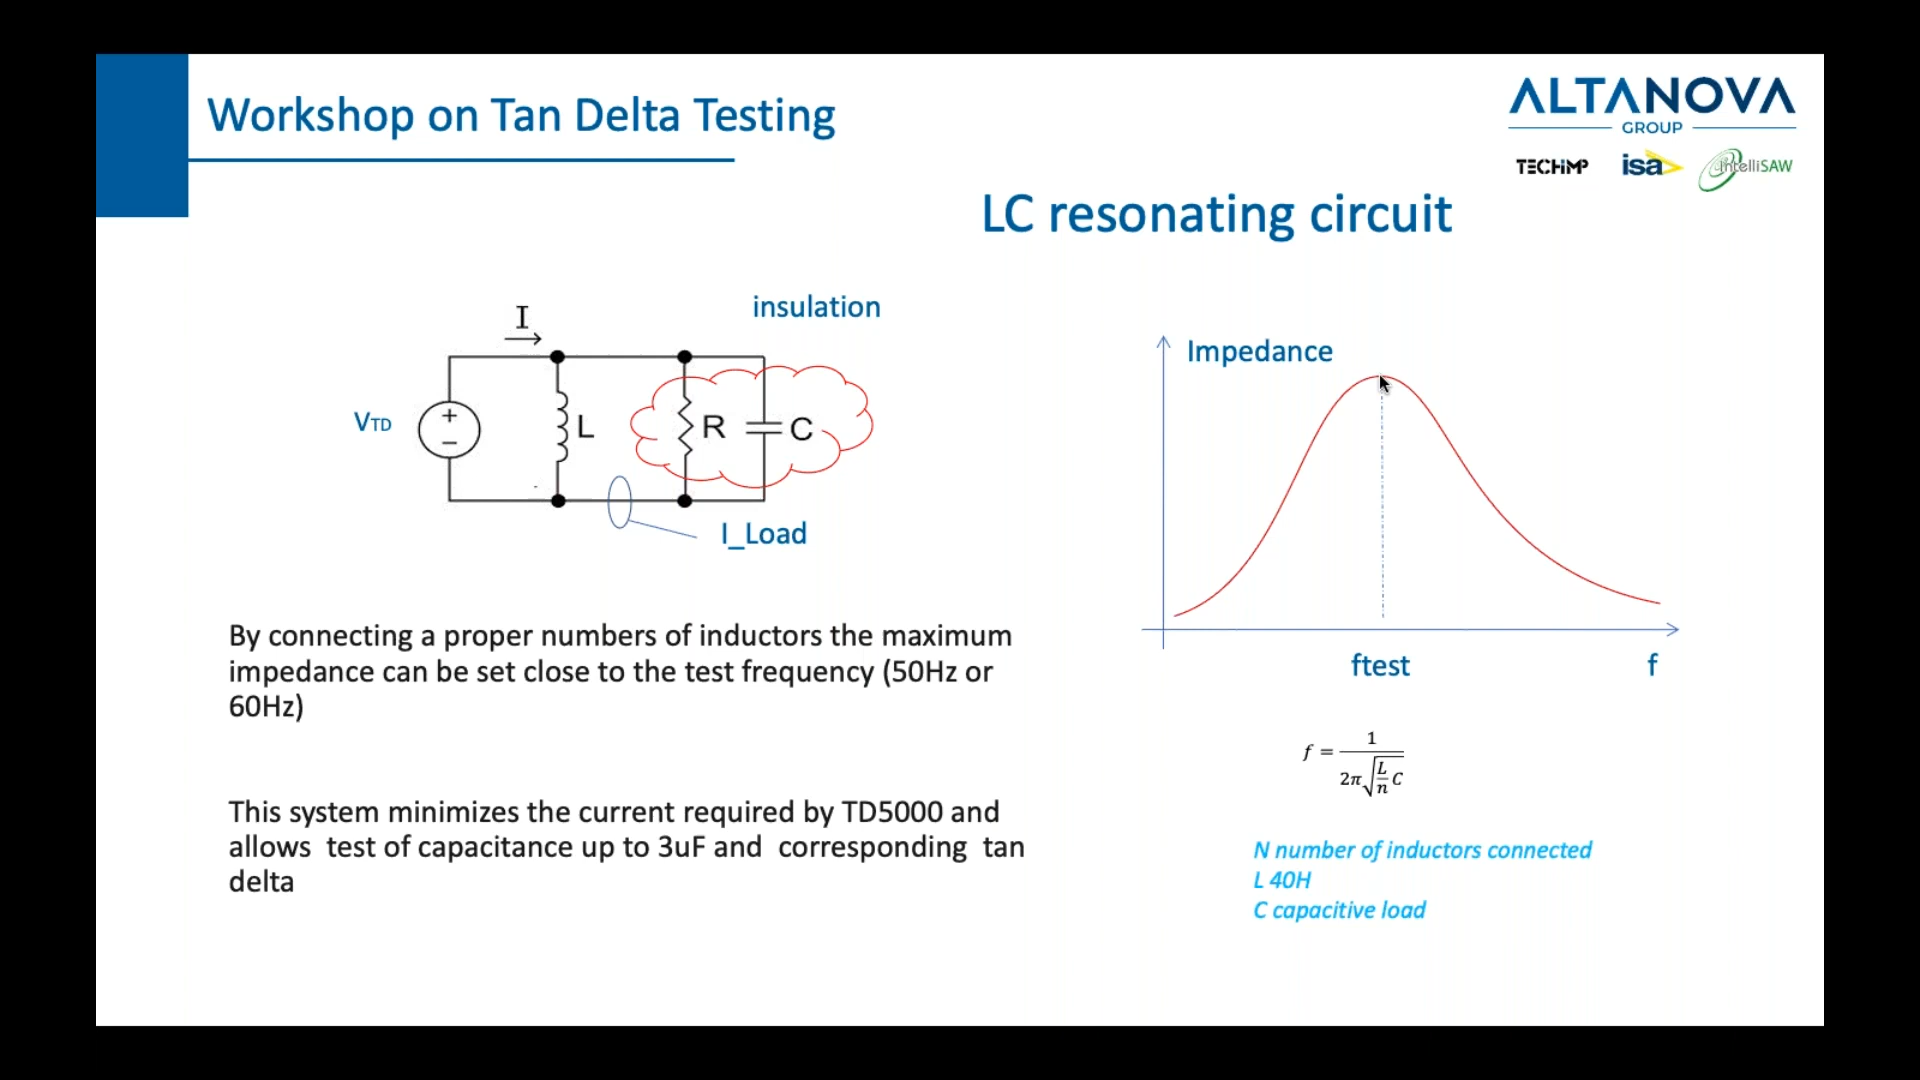 Workshop on Tan Delta Testing
ALTANOVA
GROUP
TECHIMP
isa
intelliSAW
LC resonating circuit
insulation
I
VTD
+
−
L
R
C
I_Load
Impedance
ftest
f
By connecting a proper numbers of inductors the maximum
impedance can be set close to the test frequency (50Hz or
60Hz)
This system minimizes the current required by TD5000 and
allows test of capacitance up to 3uF and corresponding tan
delta
f = 1 / 2π√(L/n C)
N number of inductors connected
L 40H
C capacitive load